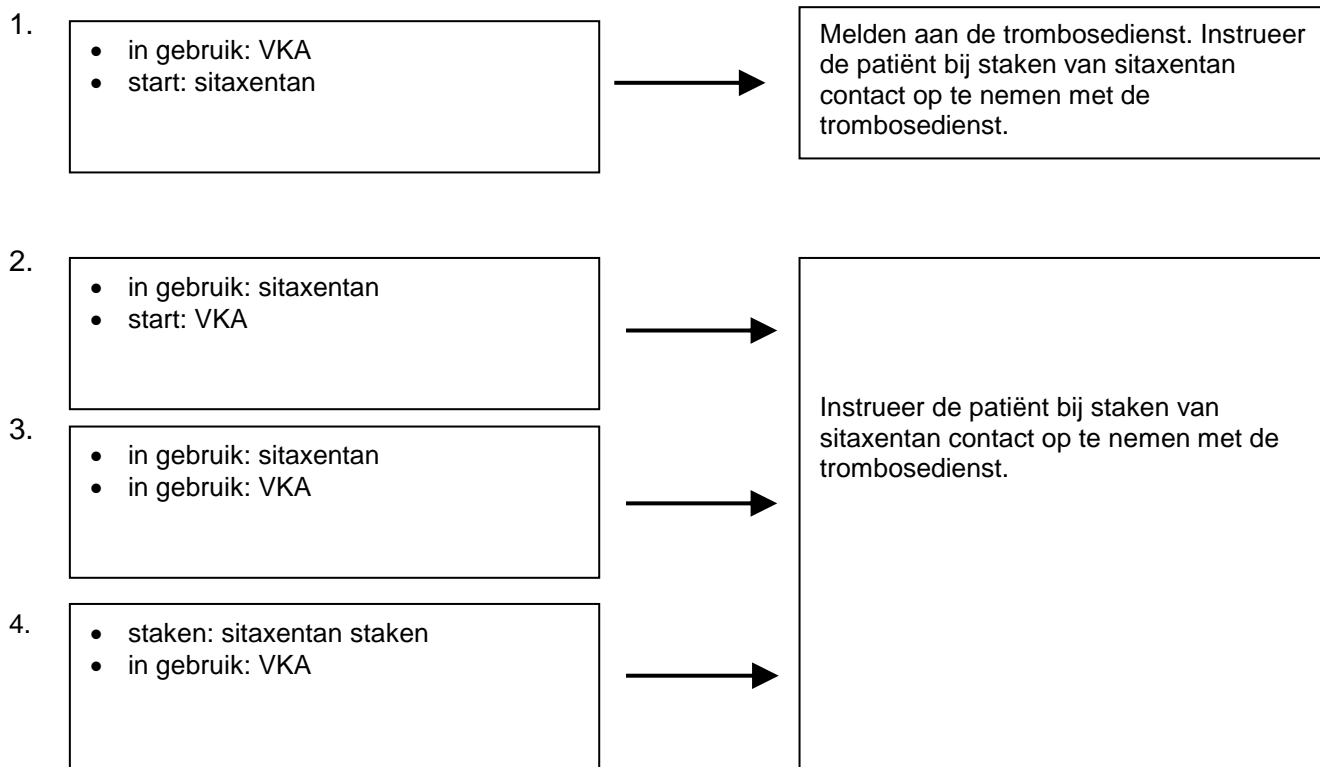 1.
• in gebruik: VKA
• start: sitaxentan
Melden aan de trombosedienst. Instrueer
de patiënt bij staken van sitaxentan
contact op te nemen met de
trombosedienst.
2.
• in gebruik: sitaxentan
• start: VKA
3.
• in gebruik: sitaxentan
• in gebruik: VKA
4.
• staken: sitaxentan staken
• in gebruik: VKA
Instrueer de patiënt bij staken van
sitaxentan contact op te nemen met de
trombosedienst.